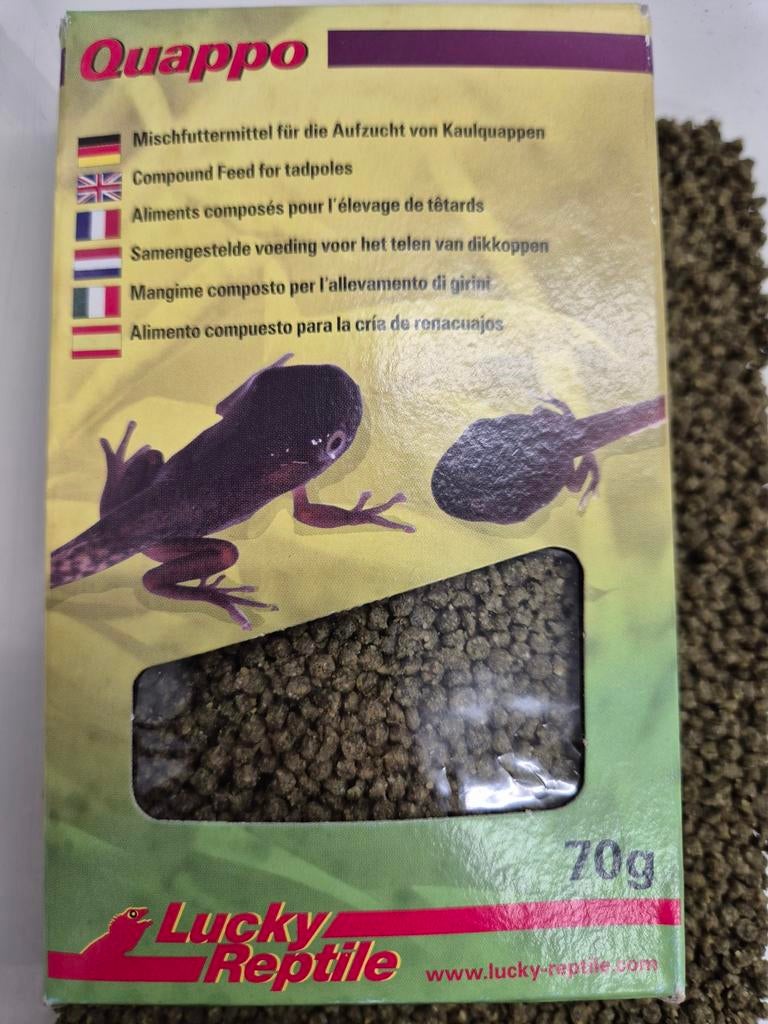 Quappo
Mischfuttermittel für die Aufzucht von Kaulquappen
Compound Feed for tadpoles
Aliments composés pour l'élevage de têtards
Samengestelde voeding voor het telen van dikkoppen
Mangime composto per l'allevamento di girini
Alimento compuesto para la cría de renacuajos
70g
Lucky
Reptile
www.lucky-reptile.com